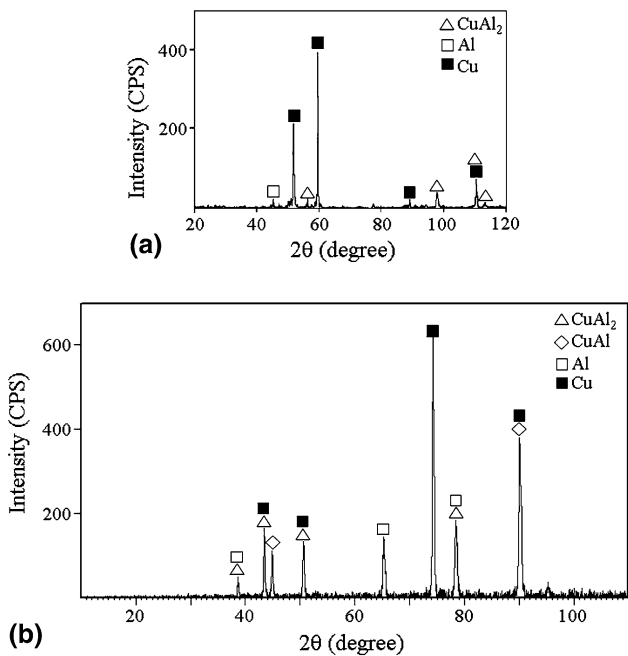 CuAl₂
Al
Cu
400
200
Intensity (CPS)
20 40 60 80 100 120
2θ (degree)
(a)
CuAl₂
CuAl
Al
Cu
600
400
200
Intensity (CPS)
20 40 60 80 100
2θ (degree)
(b)